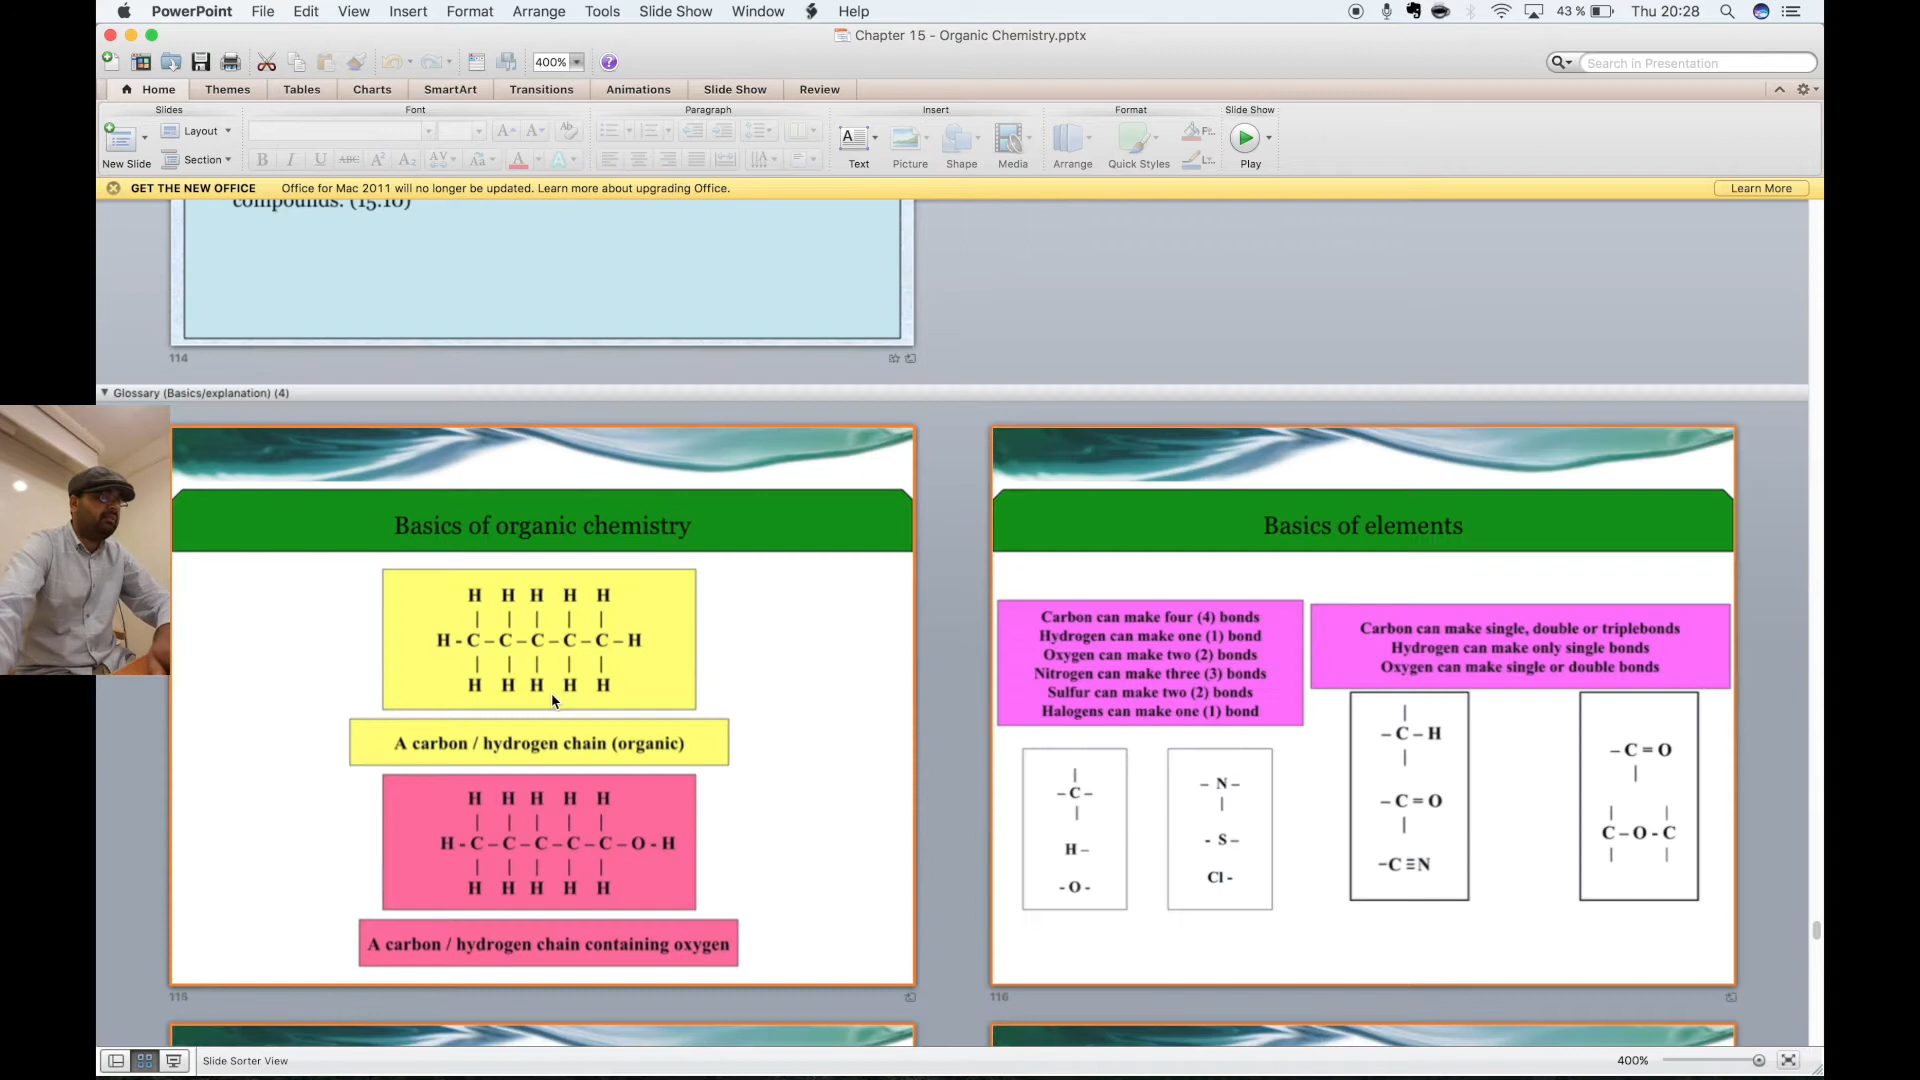 PowerPoint File Edit View Insert Format Arrange Tools Slide Show Window Help 43 % Thu 20:28
Chapter 15 - Organic Chemistry.pptx
400% Search in Presentation
Home Themes Tables Charts SmartArt Transitions Animations Slide Show Review
Slides Font Paragraph Insert Format Slide Show
Layout
New Slide Section Text Picture Shape Media Arrange Quick Styles Play
GET THE NEW OFFICE Office for Mac 2011 will no longer be updated. Learn more about upgrading Office. Learn More
compounds. (15.10)
114
Glossary (Basics/explanation) (4)
Basics of organic chemistry
H H H H H
| | | | |
H - C – C – C – C – C – H
| | | | |
H H H H H
A carbon / hydrogen chain (organic)
H H H H H
| | | | |
H - C – C – C – C – C – O - H
| | | | |
H H H H H
A carbon / hydrogen chain containing oxygen
115
Basics of elements
Carbon can make four (4) bonds
Hydrogen can make one (1) bond
Oxygen can make two (2) bonds
Nitrogen can make three (3) bonds
Sulfur can make two (2) bonds
Halogens can make one (1) bond
Carbon can make single, double or triplebonds
Hydrogen can make only single bonds
Oxygen can make single or double bonds
|
– C –
|
H –
- O -
– N –
|
- S –
Cl -
|
– C – H
|
– C = O
|
– C ≡ N
– C = O
|
| |
C – O - C
| |
116
Slide Sorter View 400%